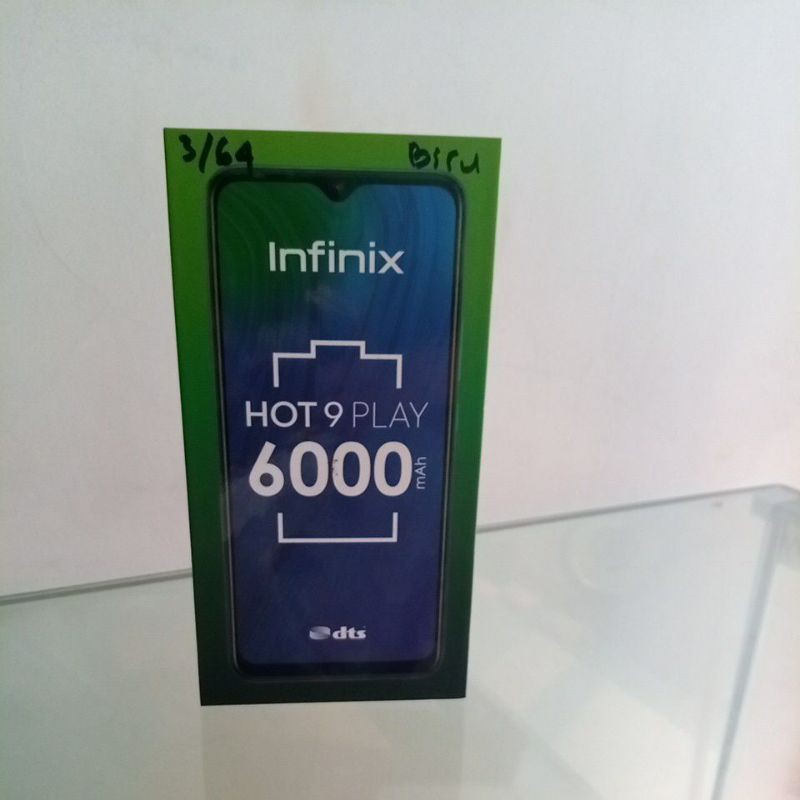 3/64 Biru
Infinix
HOT 9 PLAY
6000 mAh
dts